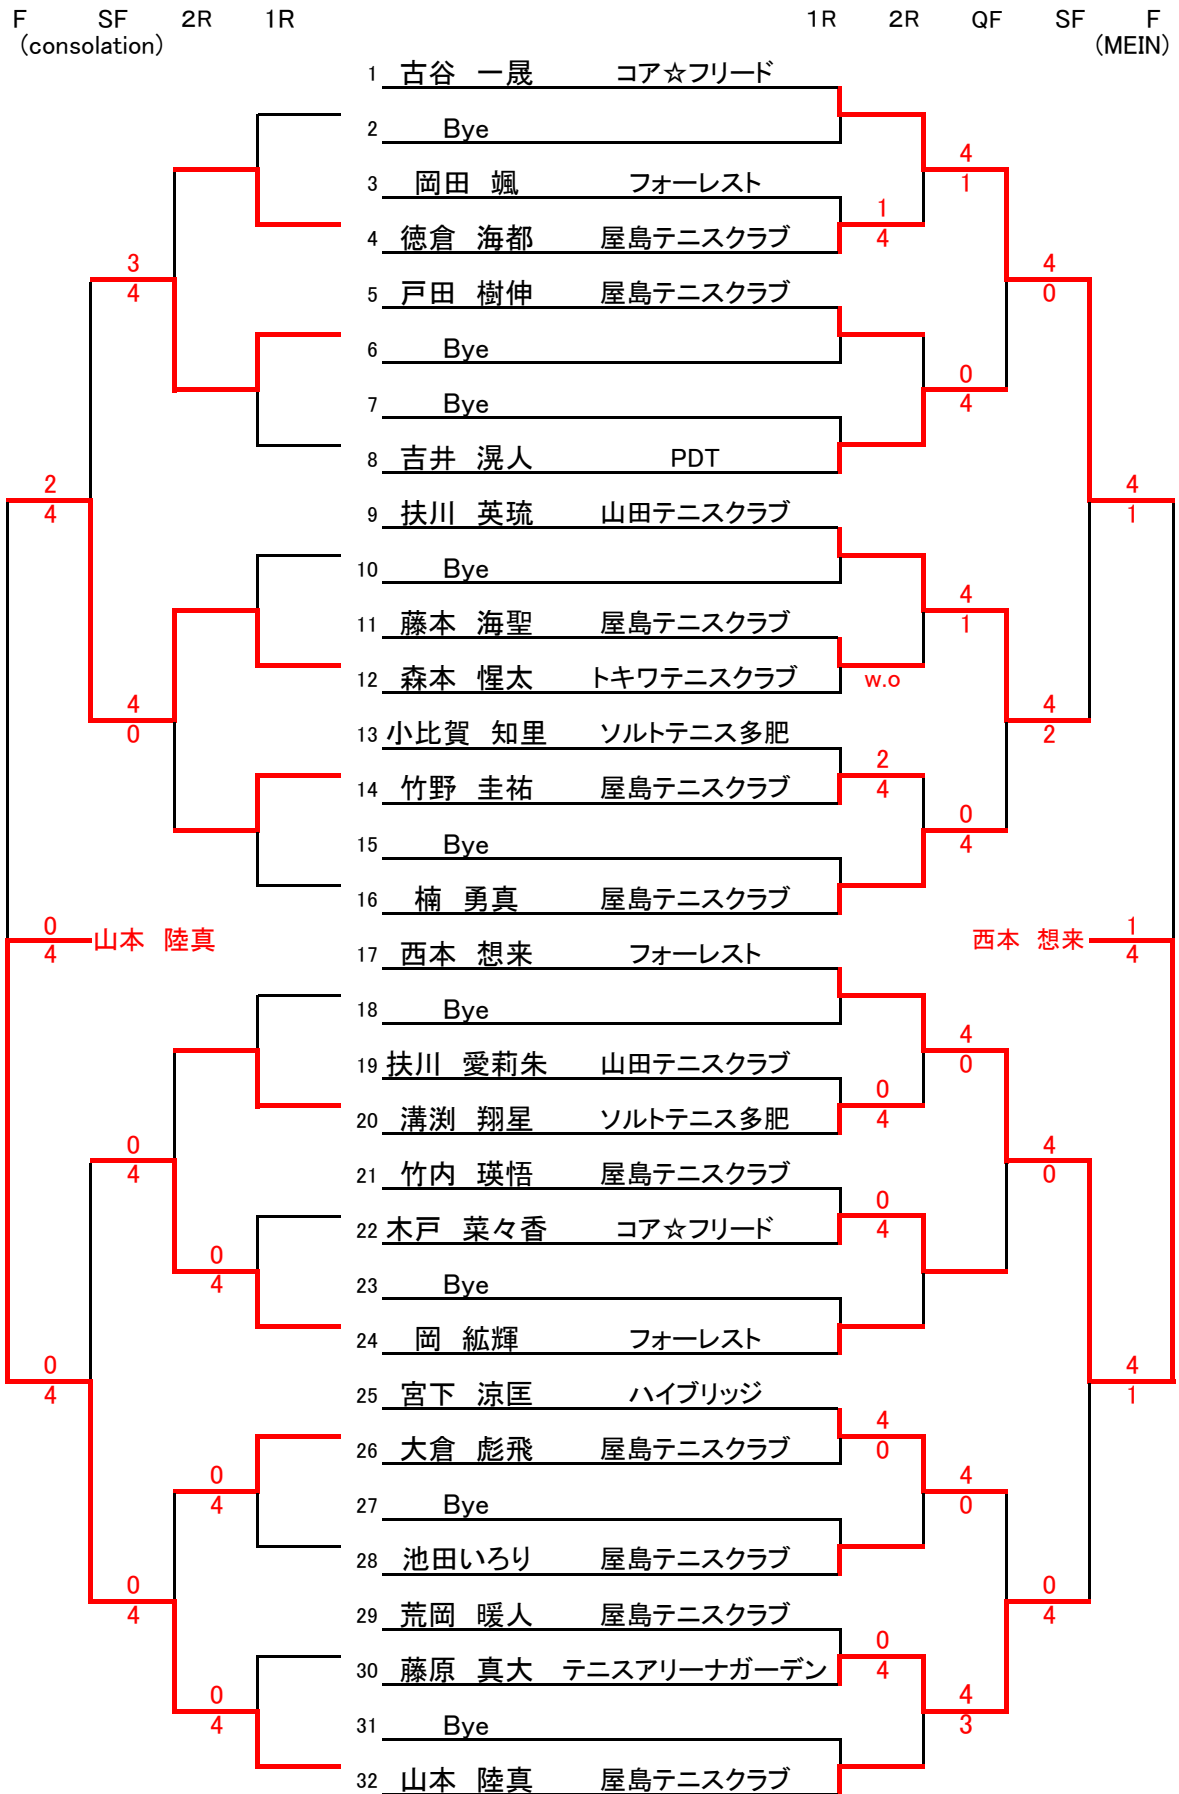 F SF 2R 1R 1R 2R QF SF F
(consolation) (MEIN)
1 古谷 一晟 コア☆フリード
2 Bye
4
3 岡田 颯 フォーレスト 1
1
4 徳倉 海都 屋島テニスクラブ 4
3 4
4 5 戸田 樹伸 屋島テニスクラブ 0
6 Bye
0
7 Bye 4
8 吉井 滉人 PDT
2 4
4 9 扶川 英琉 山田テニスクラブ 1
10 Bye
4
11 藤本 海聖 屋島テニスクラブ 1
12 森本 惺太 トキワテニスクラブ w.o
4 4
0 13 小比賀 知里 ソルトテニス多肥 2
2
14 竹野 圭祐 屋島テニスクラブ 4
0
15 Bye 4
16 楠 勇真 屋島テニスクラブ
0 1
山本 陸真 西本 想来
4 17 西本 想来 フォーレスト 4
18 Bye
4
19 扶川 愛莉朱 山田テニスクラブ 0
0
20 溝渕 翔星 ソルトテニス多肥 4
0 4
4 21 竹内 瑛悟 屋島テニスクラブ 0
0
22 木戸 菜々香 コア☆フリード 4
0
4 23 Bye
24 岡 紘輝 フォーレスト
0 4
4 25 宮下 涼匡 ハイブリッジ 1
4
26 大倉 彪飛 屋島テニスクラブ 0
0 4
4 27 Bye 0
28 池田いろり 屋島テニスクラブ
0 0
4 29 荒岡 暖人 屋島テニスクラブ 4
0
30 藤原 真大 テニスアリーナガーデン 4
0 4
4 31 Bye 3
32 山本 陸真 屋島テニスクラブ